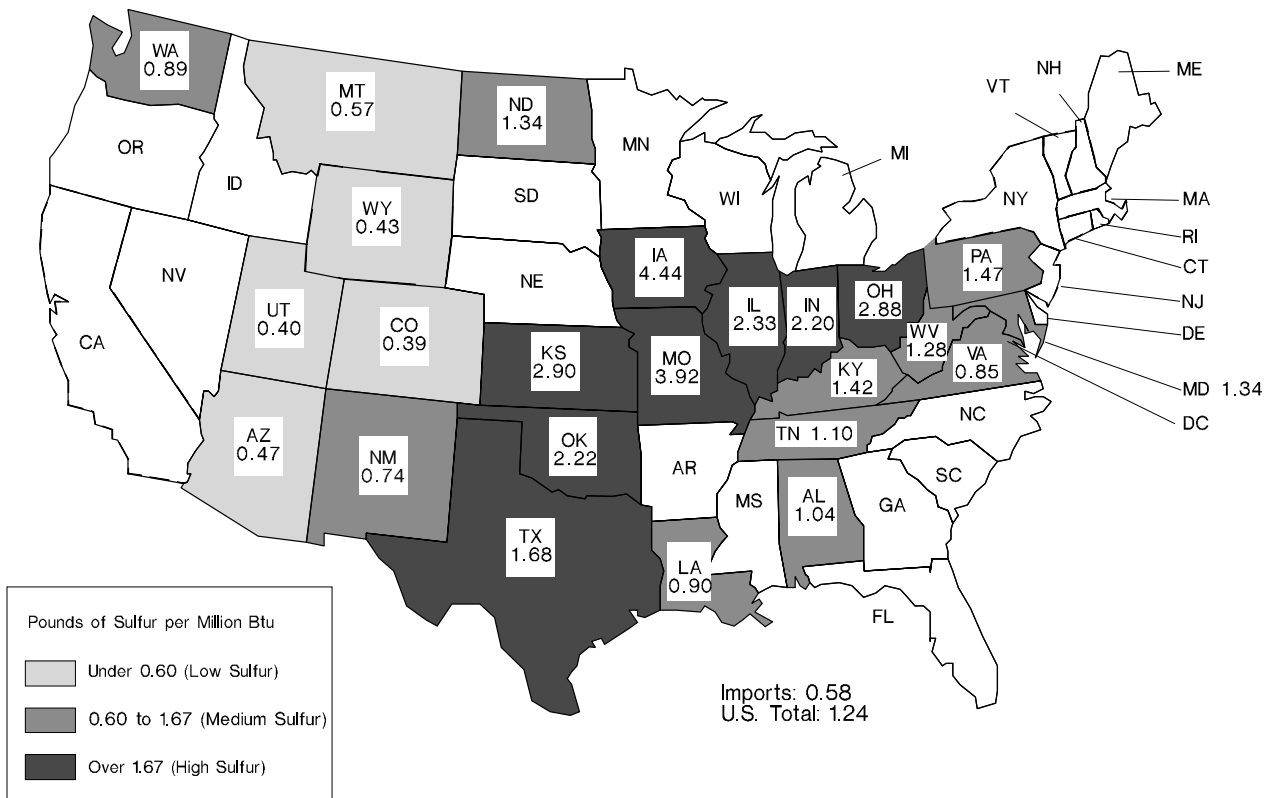 WA
0.89
MT
0.57
ND
1.34
MN
VT
NH
ME
OR
ID
SD
WI
MI
WY
0.43
NY
MA
RI
CT
NV
NE
IA
4.44
PA
1.47
NJ
UT
0.40
CO
0.39
IL
2.33
IN
2.20
OH
2.88
DE
CA
KS
2.90
MO
3.92
KY
1.42
WV
1.28
VA
0.85
MD 1.34
DC
AZ
0.47
NM
0.74
OK
2.22
AR
TN 1.10
NC
SC
TX
1.68
LA
0.90
MS
AL
1.04
GA
FL
Pounds of Sulfur per Million Btu
Under 0.60 (Low Sulfur)
0.60 to 1.67 (Medium Sulfur)
Over 1.67 (High Sulfur)
Imports: 0.58
U.S. Total: 1.24